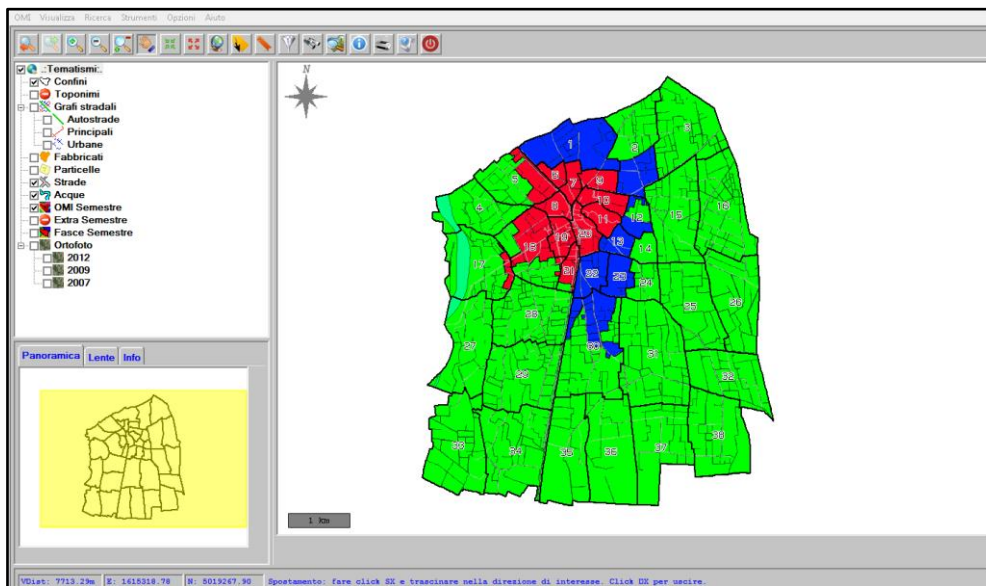 OMI Visualizza Ricerca Strumenti Opzioni Aiuto
.:Tematismi:.
Confini
Toponimi
Grafi stradali
Autostrade
Principali
Urbane
Fabbricati
Particelle
Strade
Acque
OMI Semestre
Extra Semestre
Fasce Semestre
Ortofoto
2012
2009
2007
Panoramica Lente Info
N
3
1 2
6 7 9
5
10
4 8 11 12 15 16
19 20 13
18 14
17 21 22 23 24
25 26
28
27 31
29 32
38
33 34 35 36 37
1 km
VDist: 7713.29m E: 1615318.78 N: 5019267.90 Spostamento: fare click SX e trascinare nella direzione di interesse. Click DX per uscire.